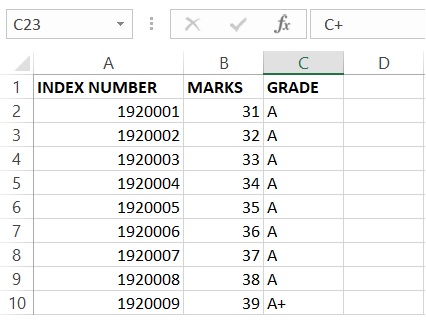 C23 fx C+
A B C D
1 INDEX NUMBER MARKS GRADE
2 1920001 31 A
3 1920002 32 A
4 1920003 33 A
5 1920004 34 A
6 1920005 35 A
7 1920006 36 A
8 1920007 37 A
9 1920008 38 A
10 1920009 39 A+